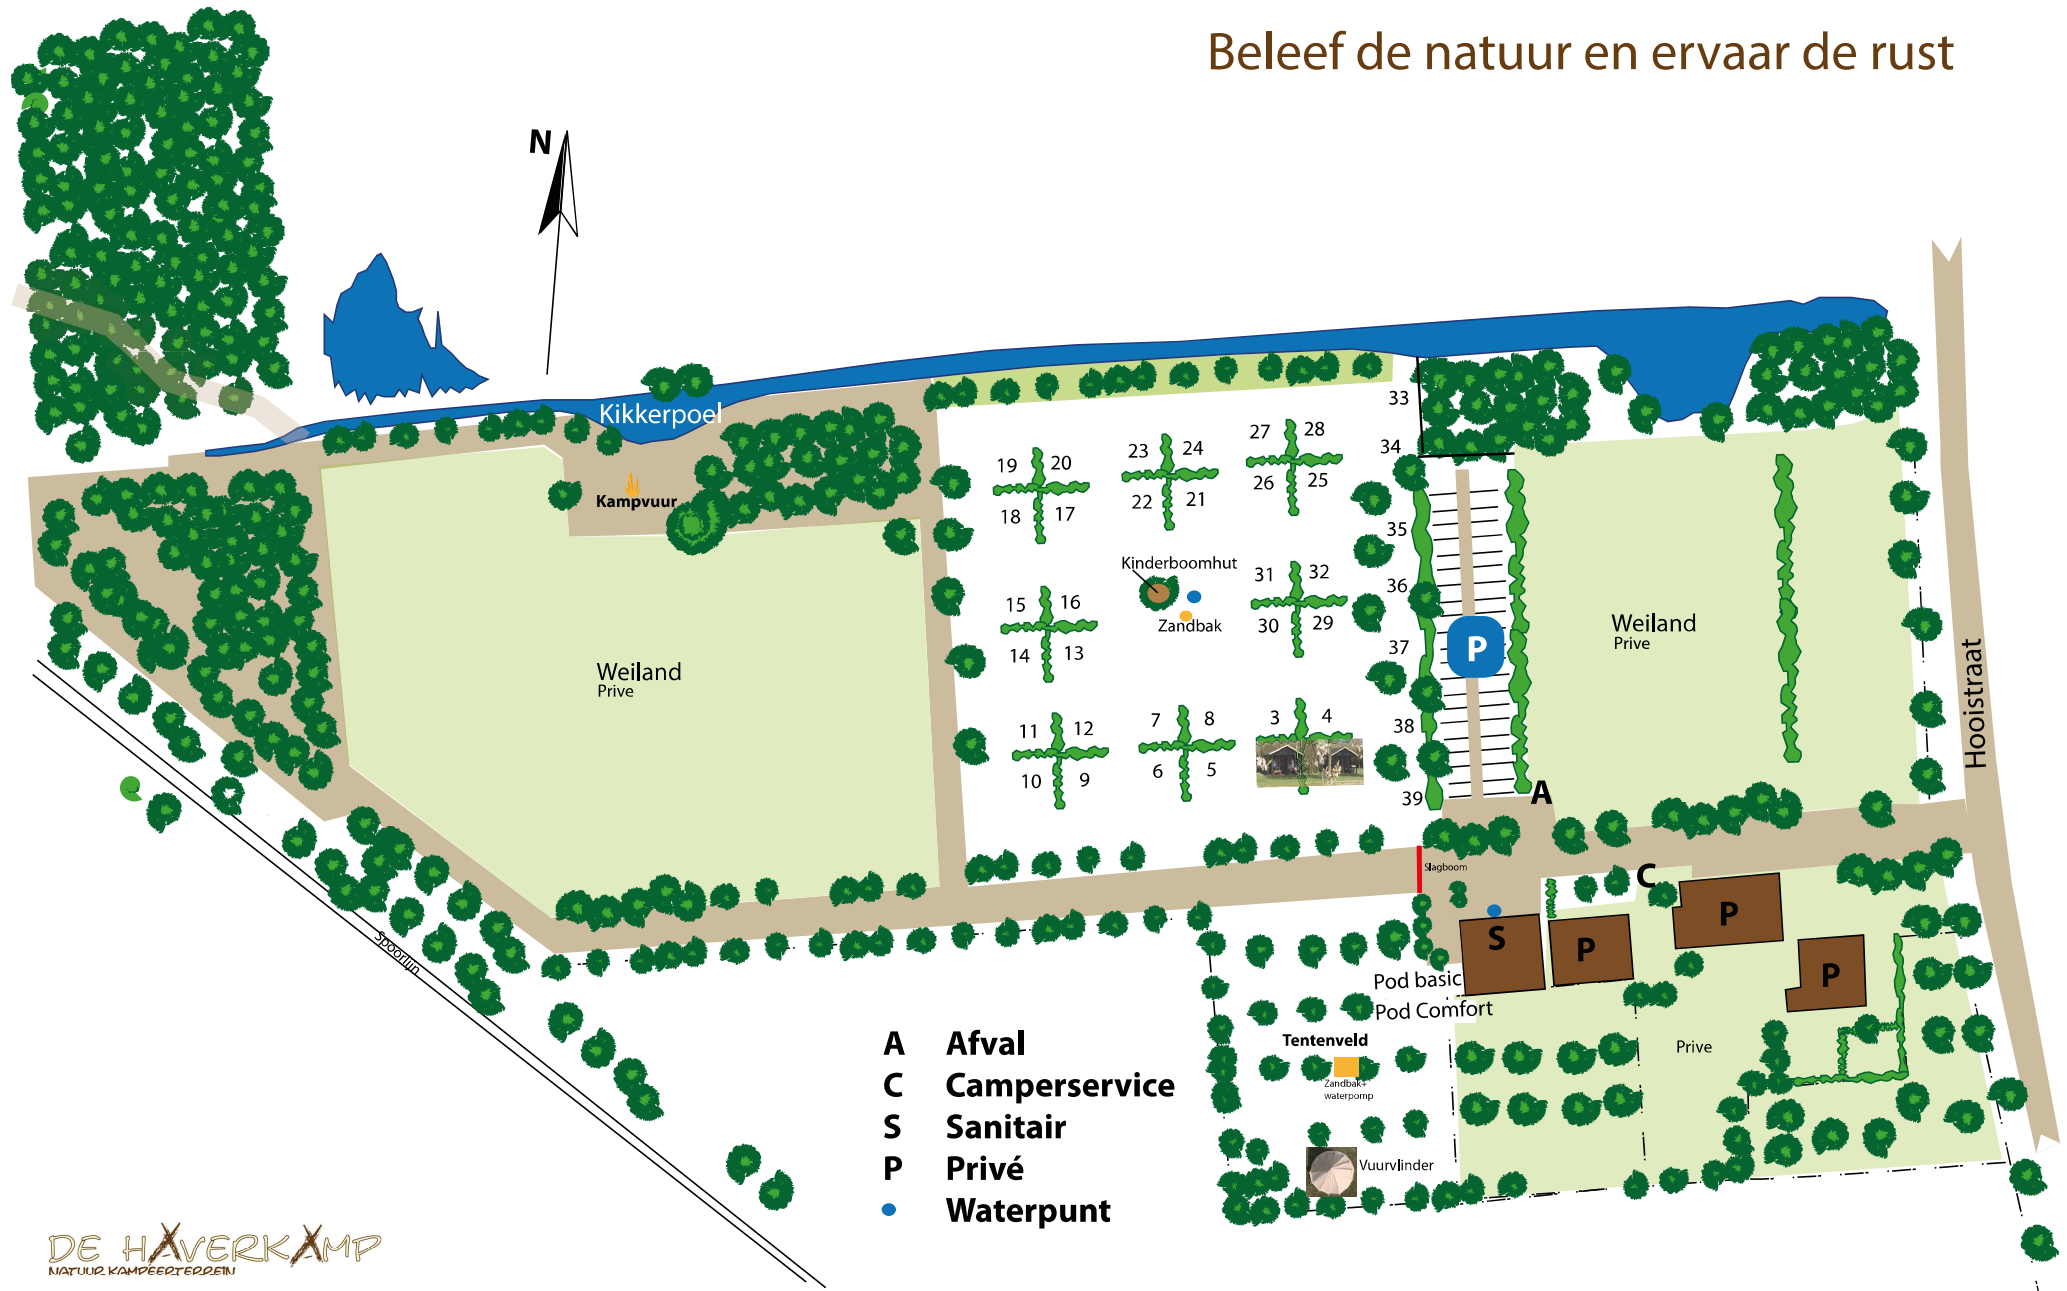 Beleef de natuur en ervaar de rust
N
Kikkerpoel
Kampvuur
33
34
27 28
26 25
23 24
22 21
19 20
18 17
35
36
37
38
39
Kinderboomhut
Zandbak
31 32
30 29
15 16
14 13
P
Weiland
Prive
Weiland
Prive
Hooistraat
11 12
10 9
7 8
6 5
3 4
A
Slagboom
C
S
P
P
P
Spoorlijn
Pod basic
Pod Comfort
Tentenveld
Zandbak+
waterpomp
Vuurvlinder
Prive
A Afval
C Camperservice
S Sanitair
P Privé
Waterpunt
DE HAVERKAMP
NATUUR KAMPEERTERREIN